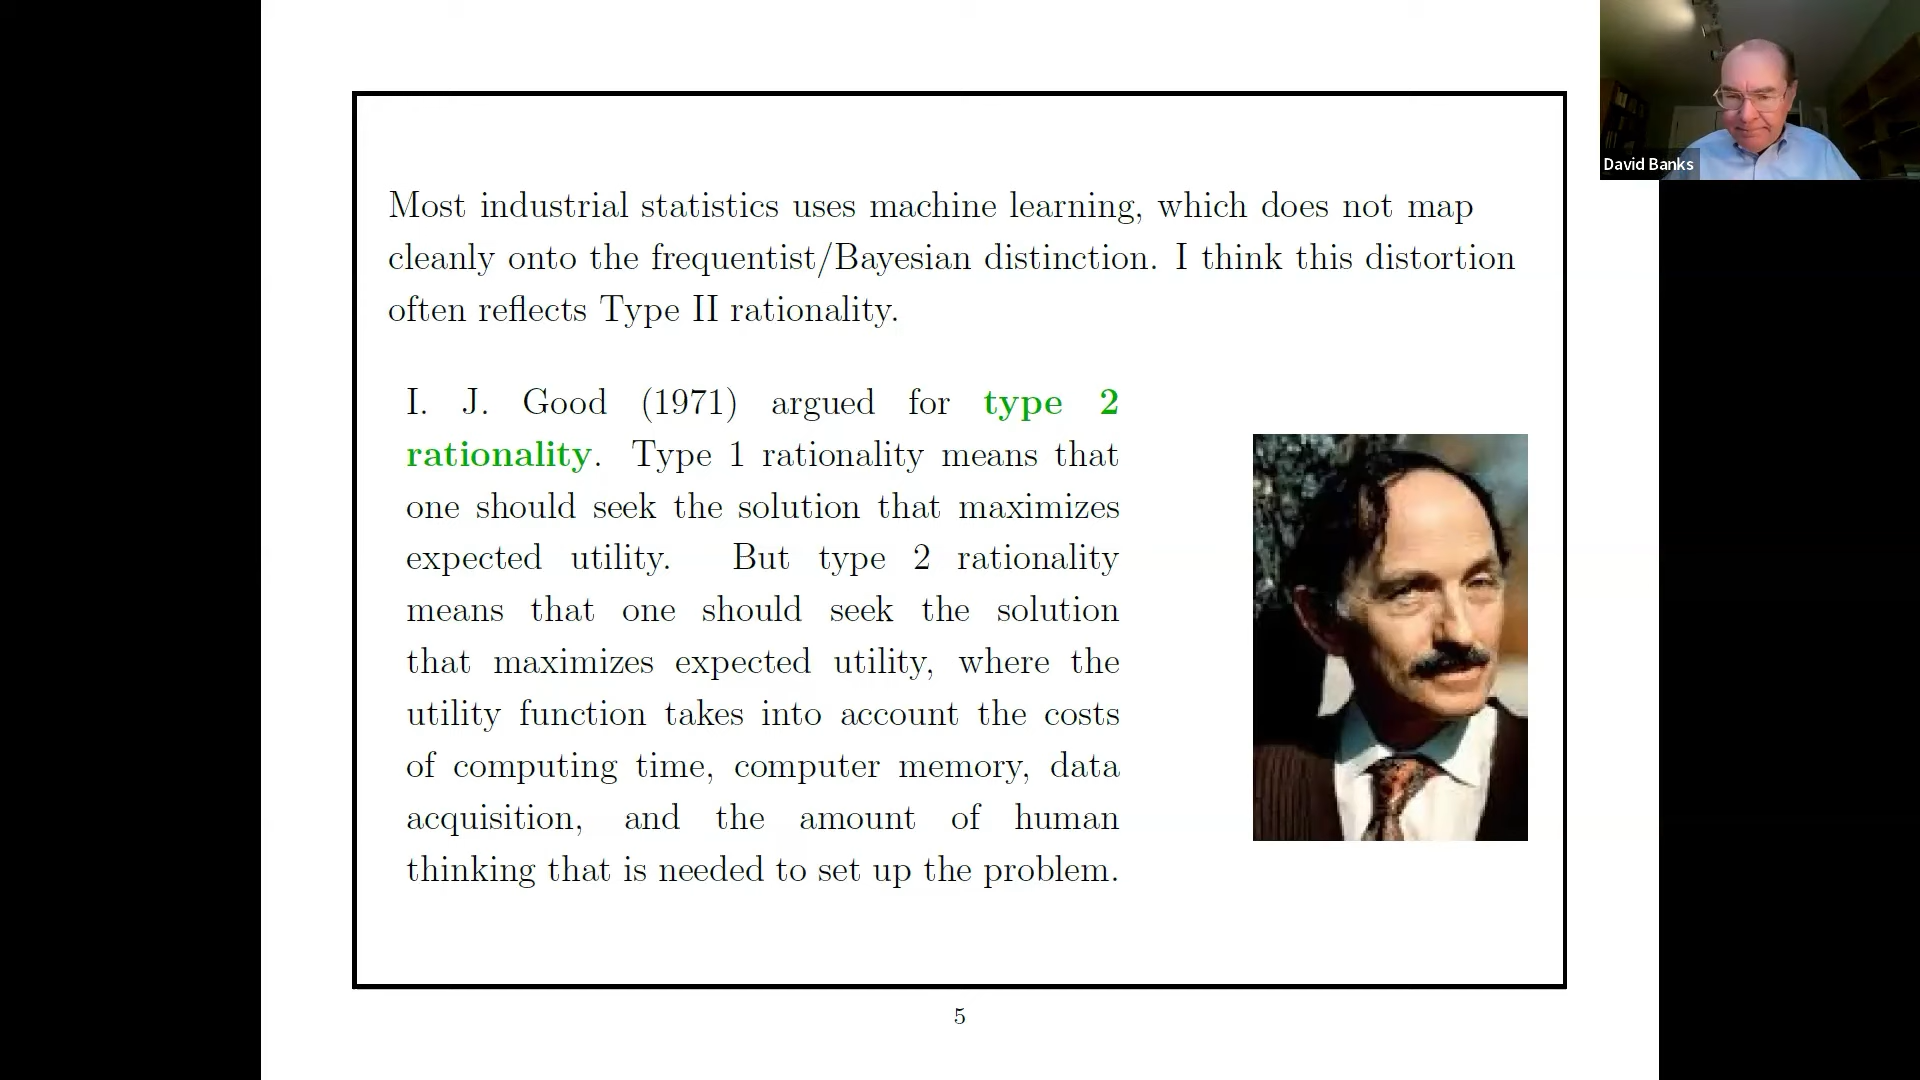 David Banks
Most industrial statistics uses machine learning, which does not map
cleanly onto the frequentist/Bayesian distinction. I think this distortion
often reflects Type II rationality.
I. J. Good (1971) argued for type 2
rationality. Type 1 rationality means that
one should seek the solution that maximizes
expected utility. But type 2 rationality
means that one should seek the solution
that maximizes expected utility, where the
utility function takes into account the costs
of computing time, computer memory, data
acquisition, and the amount of human
thinking that is needed to set up the problem.
5